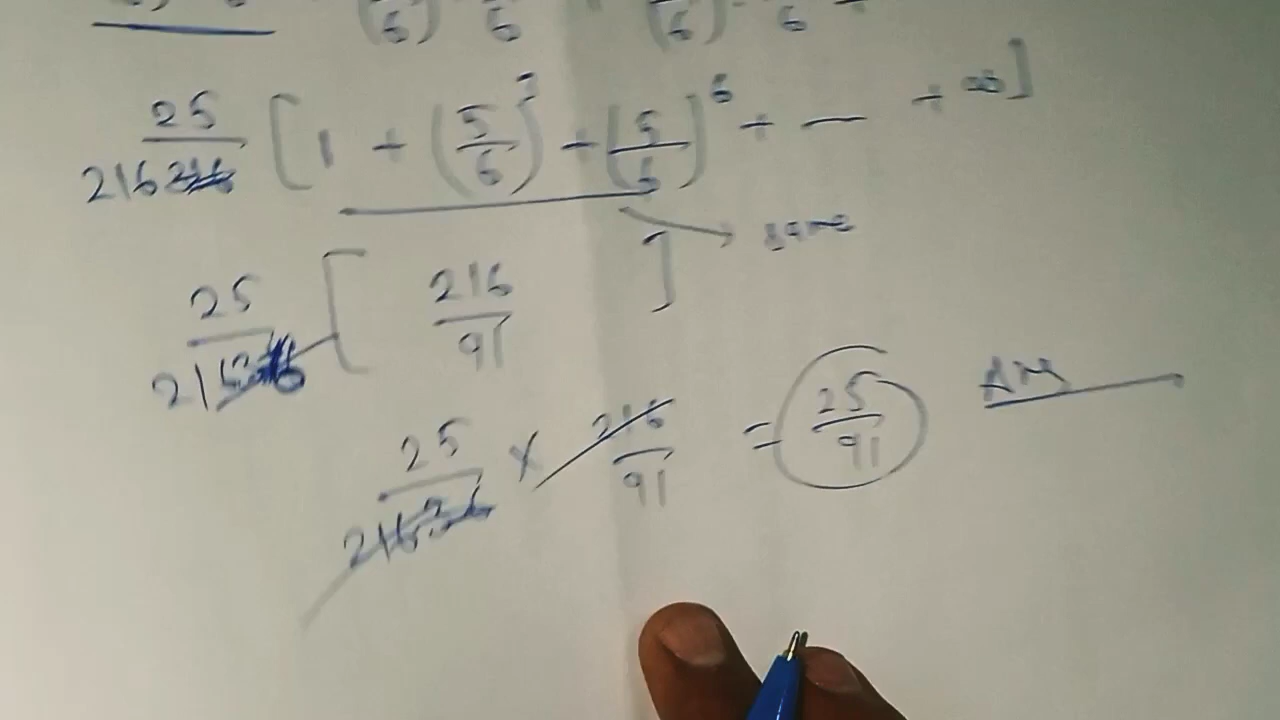 25/216 [1 + (5/6)^3 + (5/6)^6 + — + ∞]
same
25/216 [216/91]
25/216 × 216/91 = 25/91 Ans